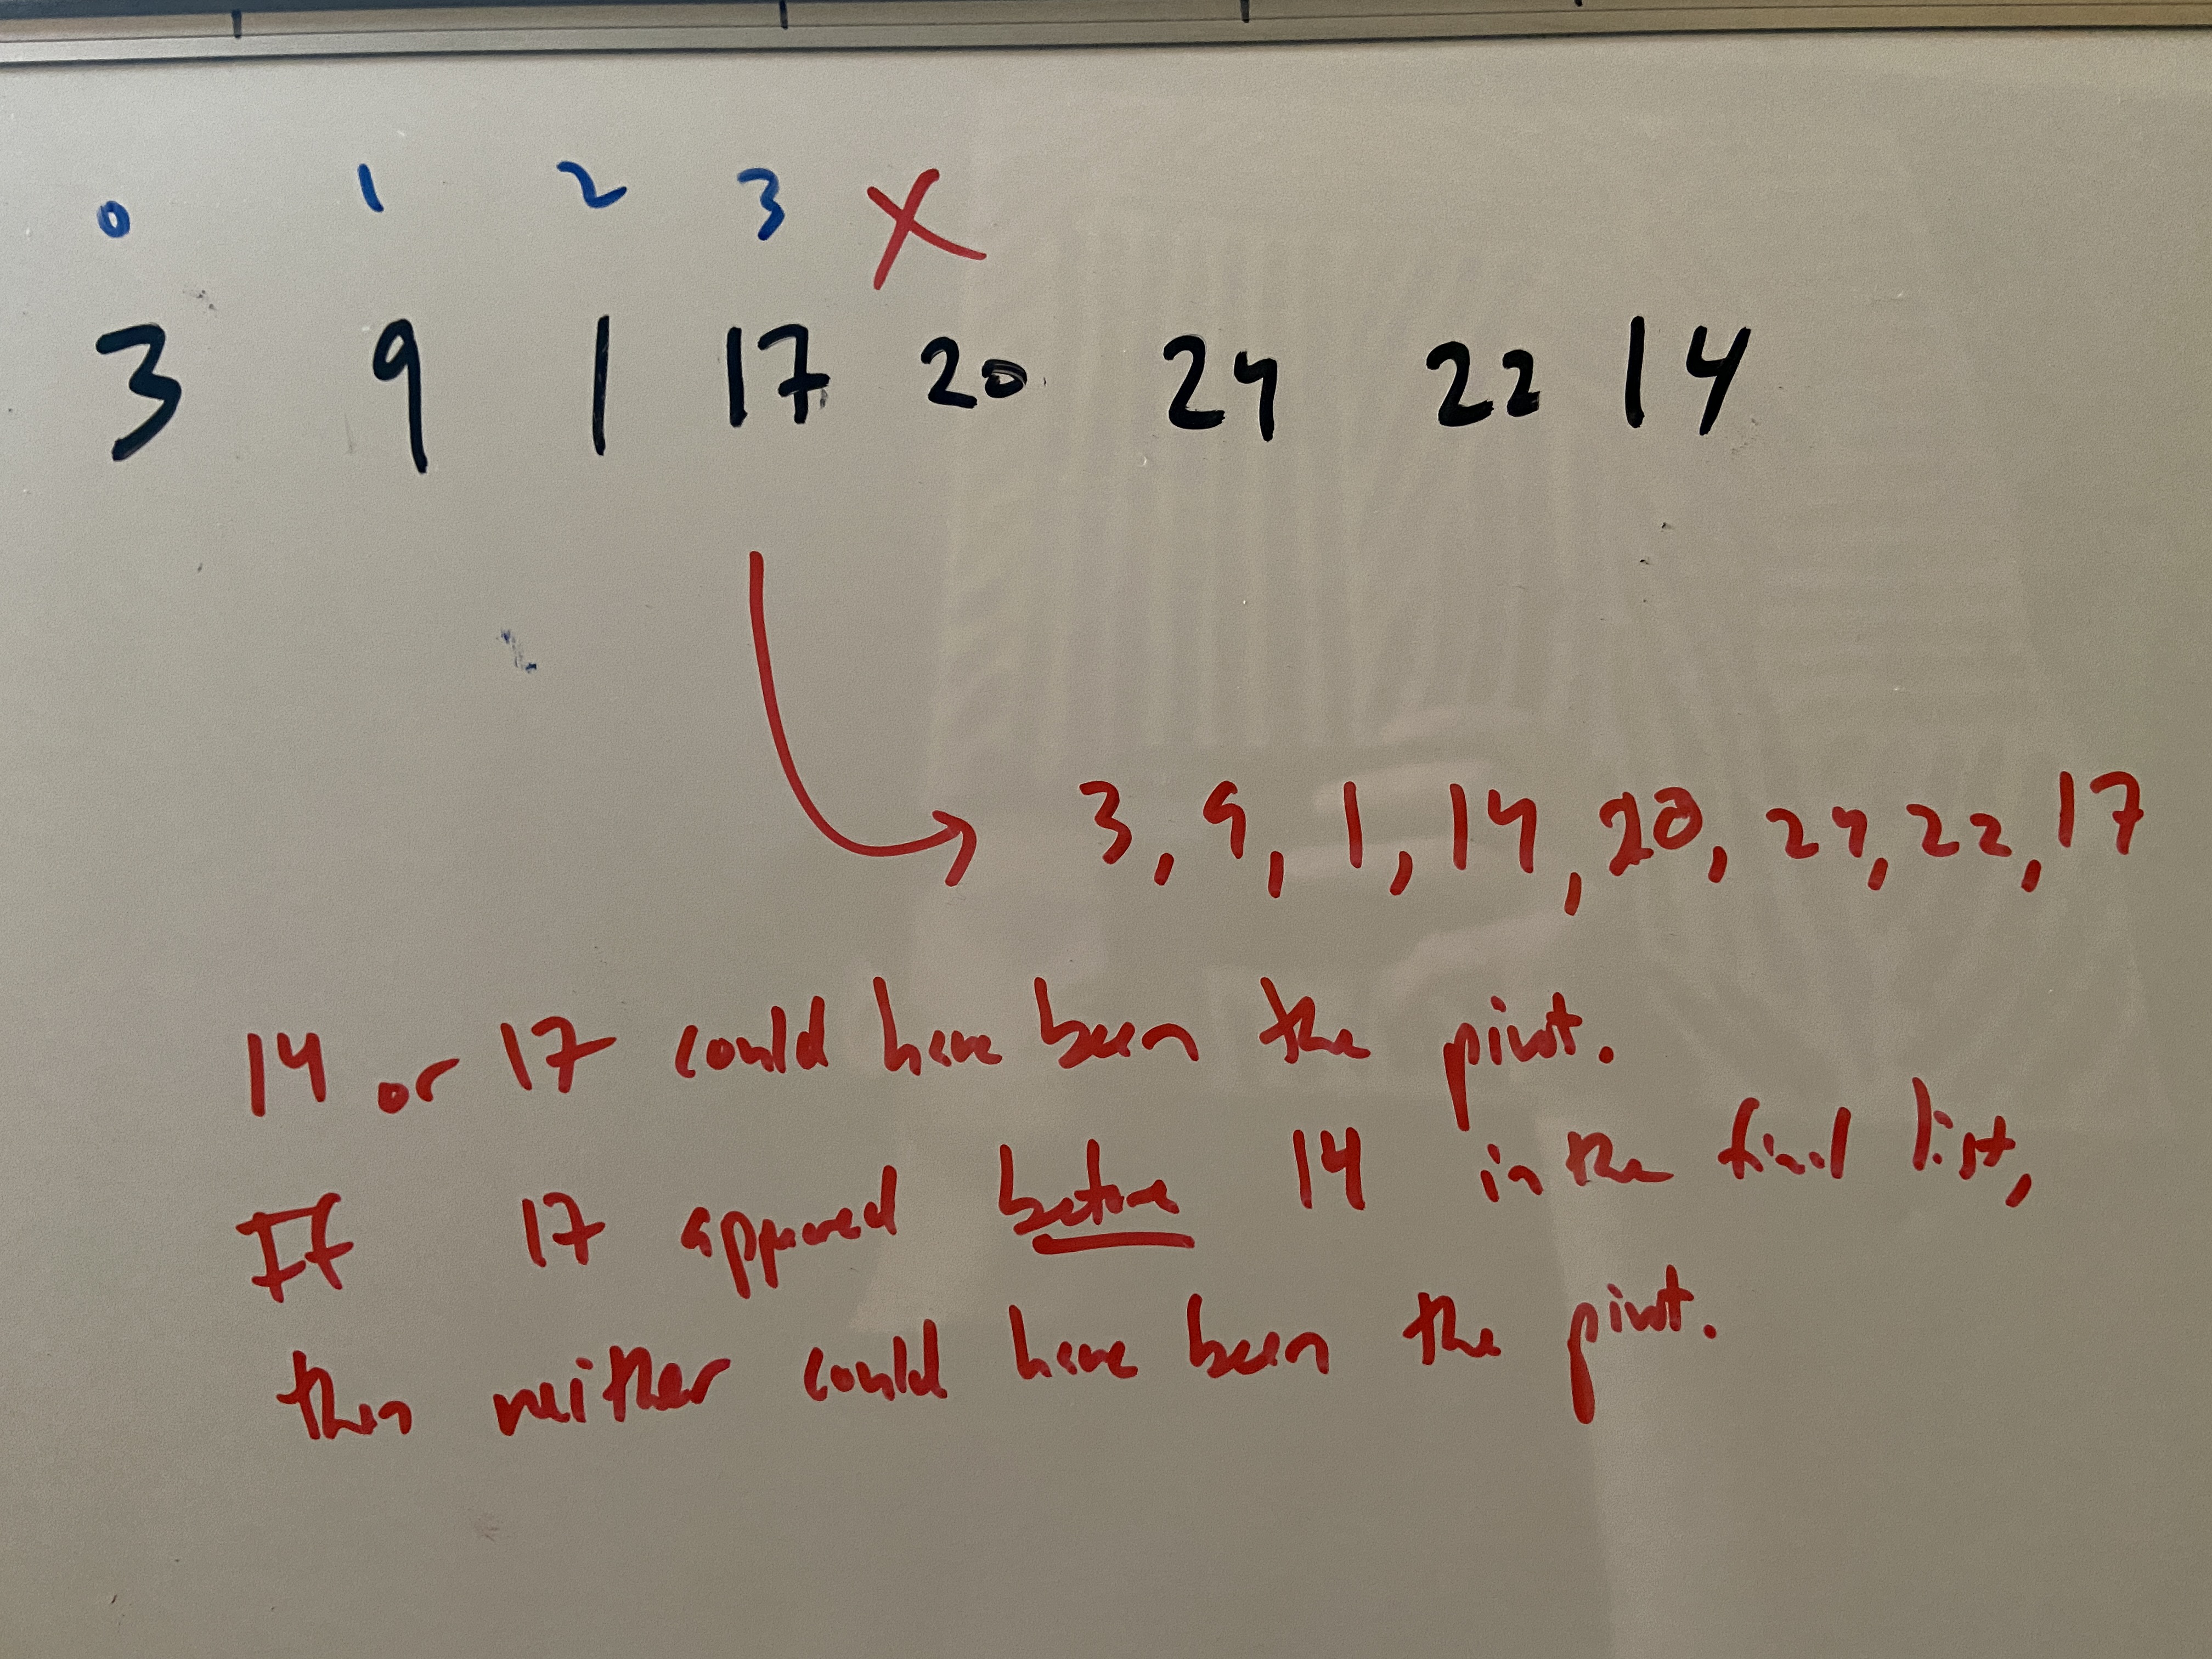 0 1 2 3 X
3 9 1 17 20 24 22 14
3, 9, 1, 14, 20, 24, 22, 17
14 or 17 could have been the pivot.
If 17 appeared before 14 in the final list,
then neither could have been the pivot.